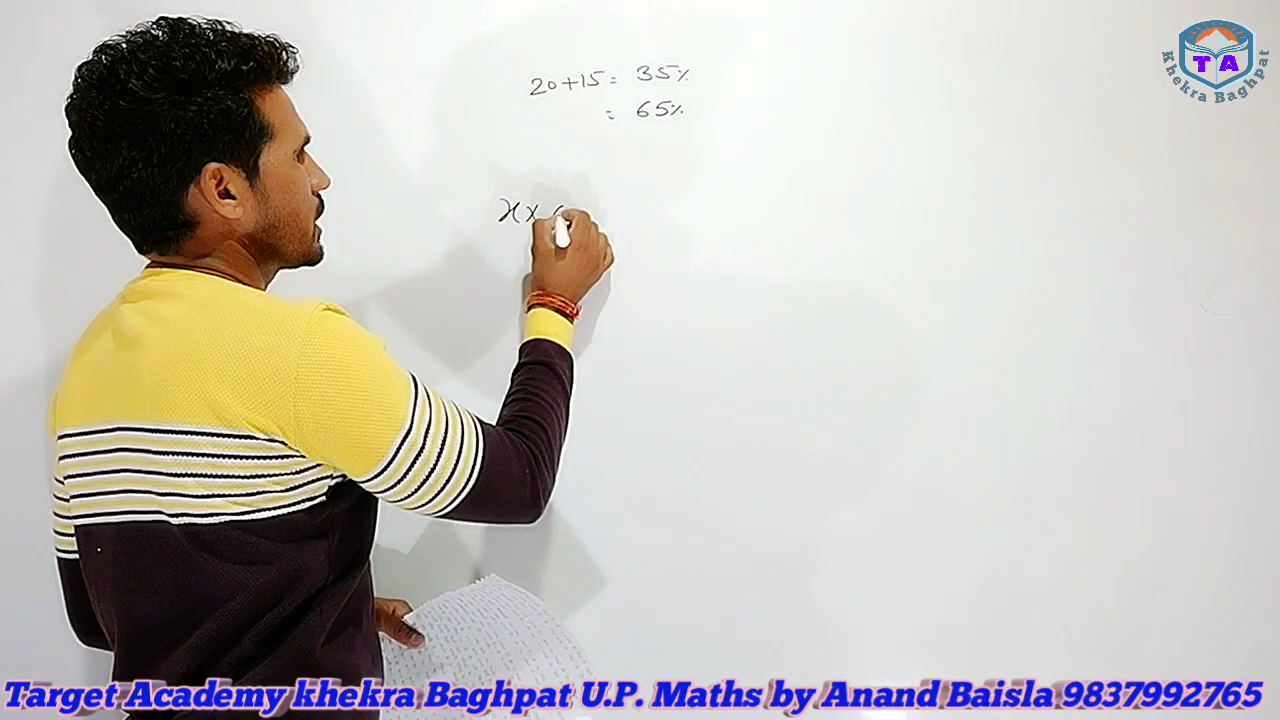 20+15 = 35%
= 65%
x×
TA
Khekra Baghpat
Target Academy khekra Baghpat U.P. Maths by Anand Baisla 9837992765